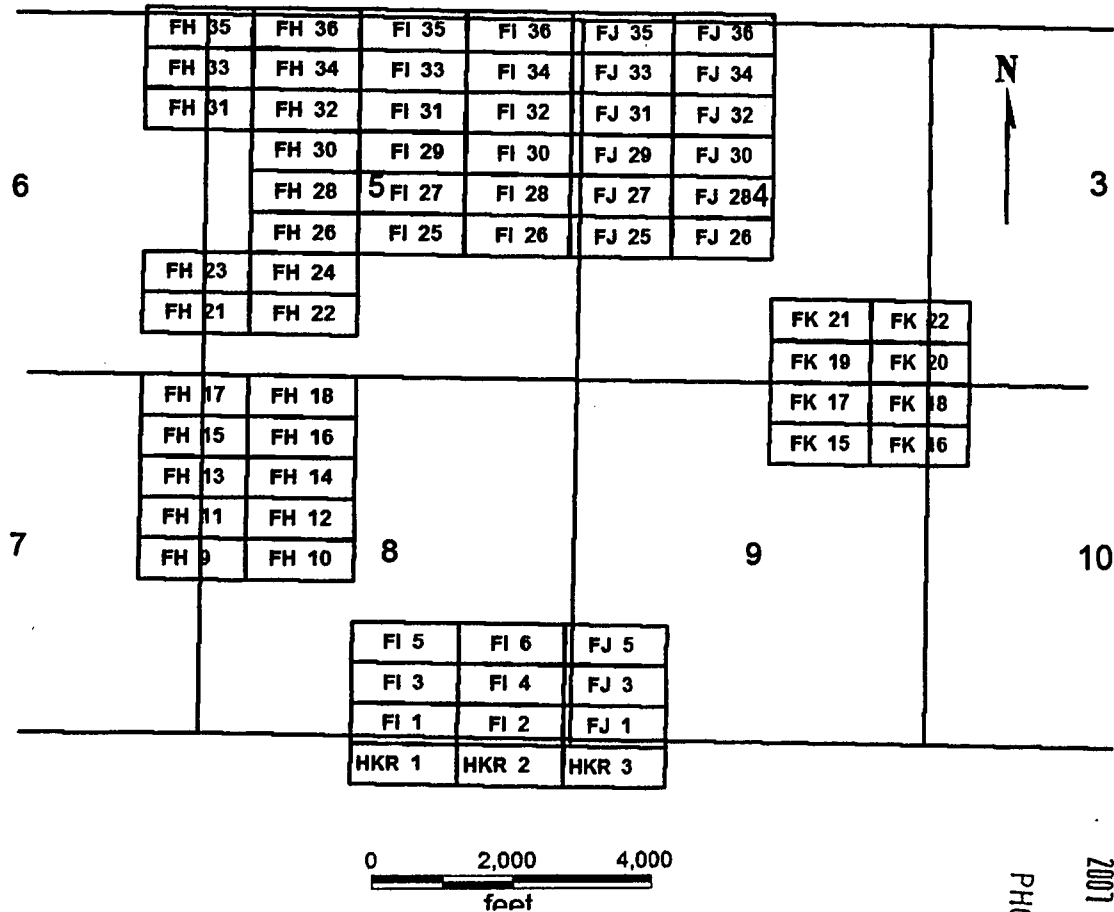 FH 35 FH 36 FI 35 FI 36 FJ 35 FJ 36
FH 33 FH 34 FI 33 FI 34 FJ 33 FJ 34
N
FH 31 FH 32 FI 31 FI 32 FJ 31 FJ 32
FH 30 FI 29 FI 30 FJ 29 FJ 30
6 FH 28 5 FI 27 FI 28 FJ 27 FJ 28 4 3
FH 26 FI 25 FI 26 FJ 25 FJ 26
FH 23 FH 24
FH 21 FH 22
FK 21 FK 22
FK 19 FK 20
FH 17 FH 18
FK 17 FK 18
FH 15 FH 16
FK 15 FK 16
FH 13 FH 14
FH 11 FH 12
7 FH 9 FH 10 8 9 10
FI 5 FI 6 FJ 5
FI 3 FI 4 FJ 3
FI 1 FI 2 FJ 1
HKR 1 HKR 2 HKR 3
0 2,000 4,000
feet
2001